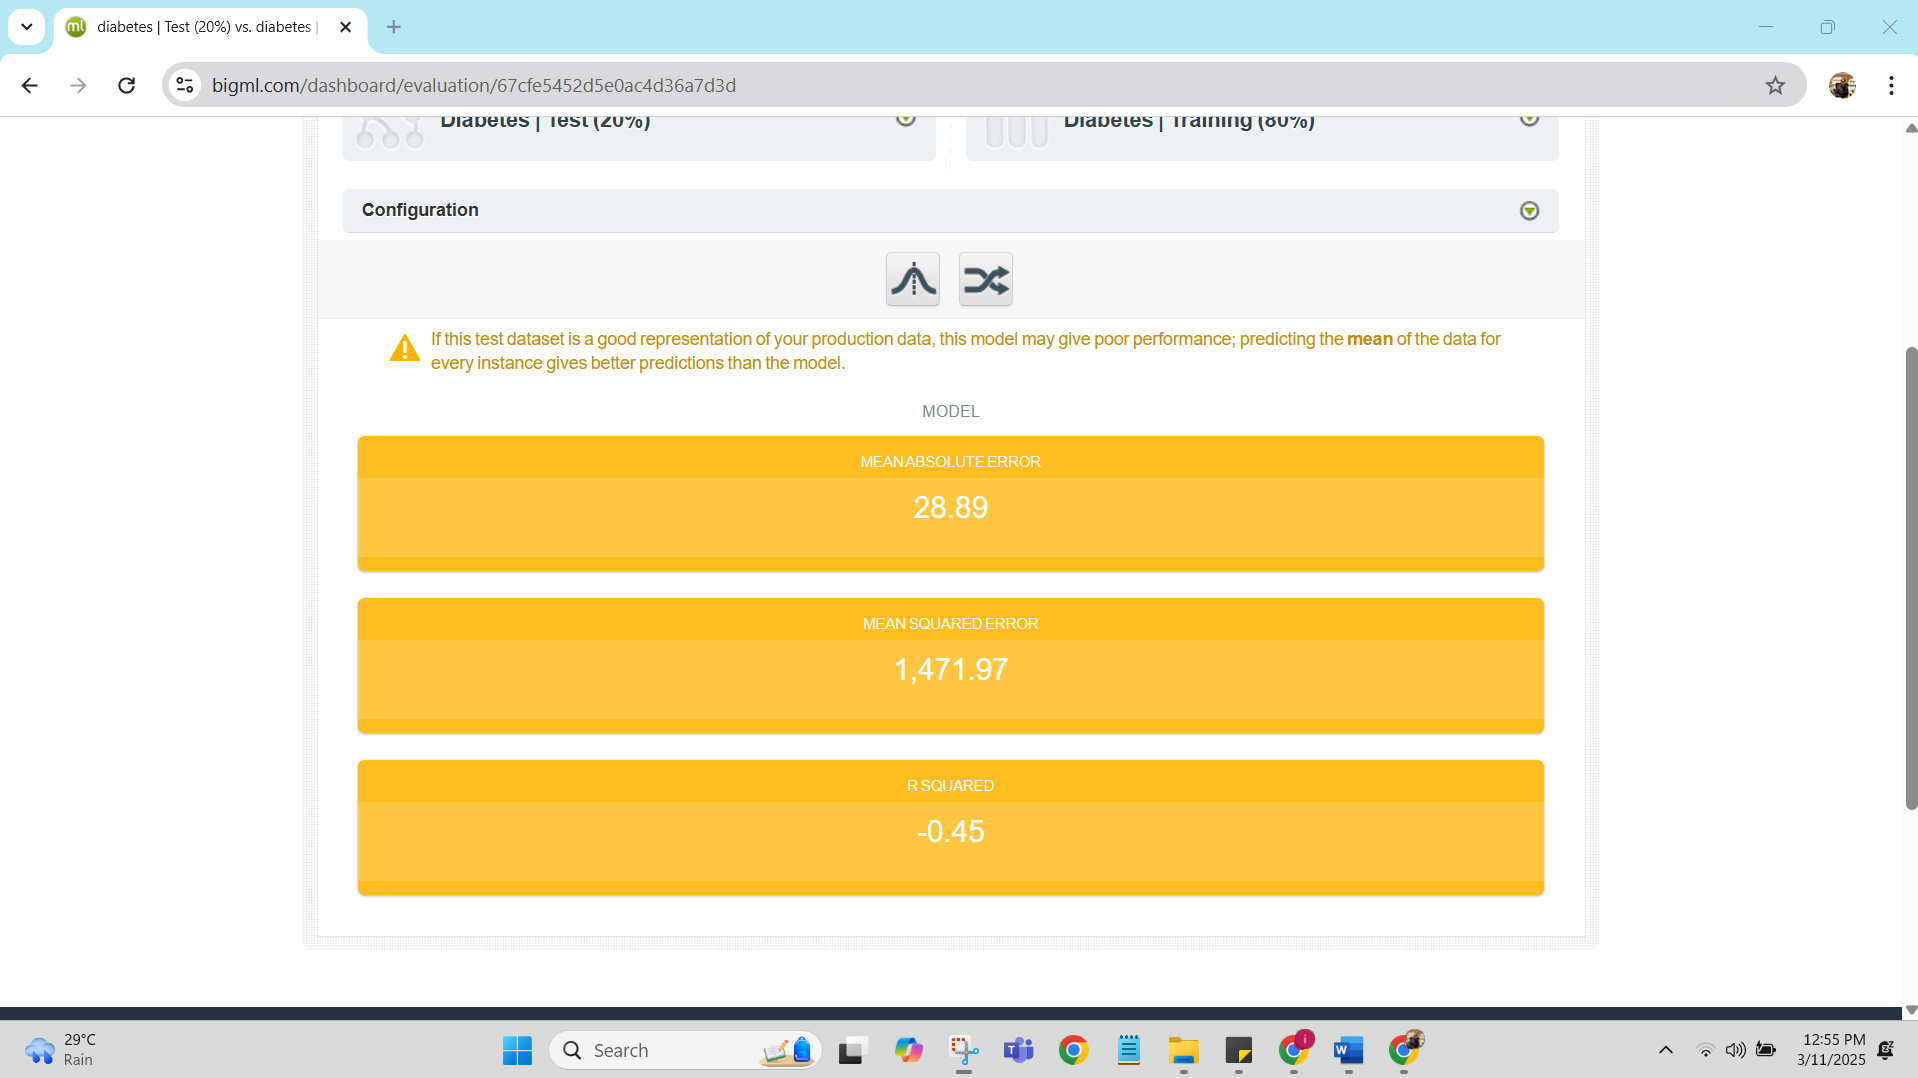 diabetes | Test (20%) vs. diabetes |
bigml.com/dashboard/evaluation/67cfe5452d5e0ac4d36a7d3d
Diabetes | Test (20%)
Diabetes | Training (80%)
Configuration
If this test dataset is a good representation of your production data, this model may give poor performance; predicting the mean of the data for
every instance gives better predictions than the model.
MODEL
MEAN ABSOLUTE ERROR
28.89
MEAN SQUARED ERROR
1,471.97
R SQUARED
-0.45
29°C
Rain
Search
12:55 PM
3/11/2025